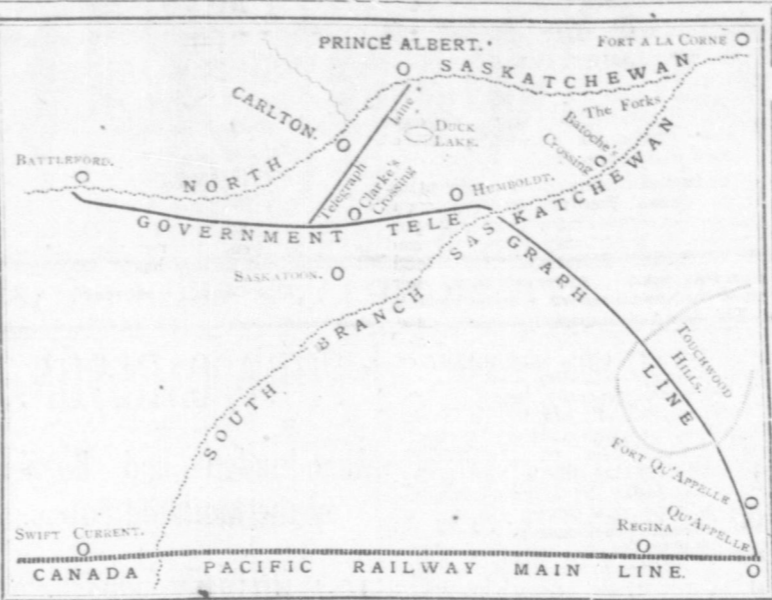 PRINCE ALBERT.
FORT A LA CORNE
SASKATCHEWAN
CARLTON.
The Forks
Line
DUCK
LAKE.
Batoche's
Crossing
BATTLEFORD.
NORTH
Telegraph
Clarke's
Crossing
HUMBOLDT.
GOVERNMENT TELE
GRAPH
LINE
SASKATCHEWAN
SASKATOON.
BRANCH
SOUTH
TOUCHWOOD
HILLS.
FORT QU'APPELLE
QU'APPELLE
SWIFT CURRENT.
REGINA
CANADA PACIFIC RAILWAY MAIN LINE.